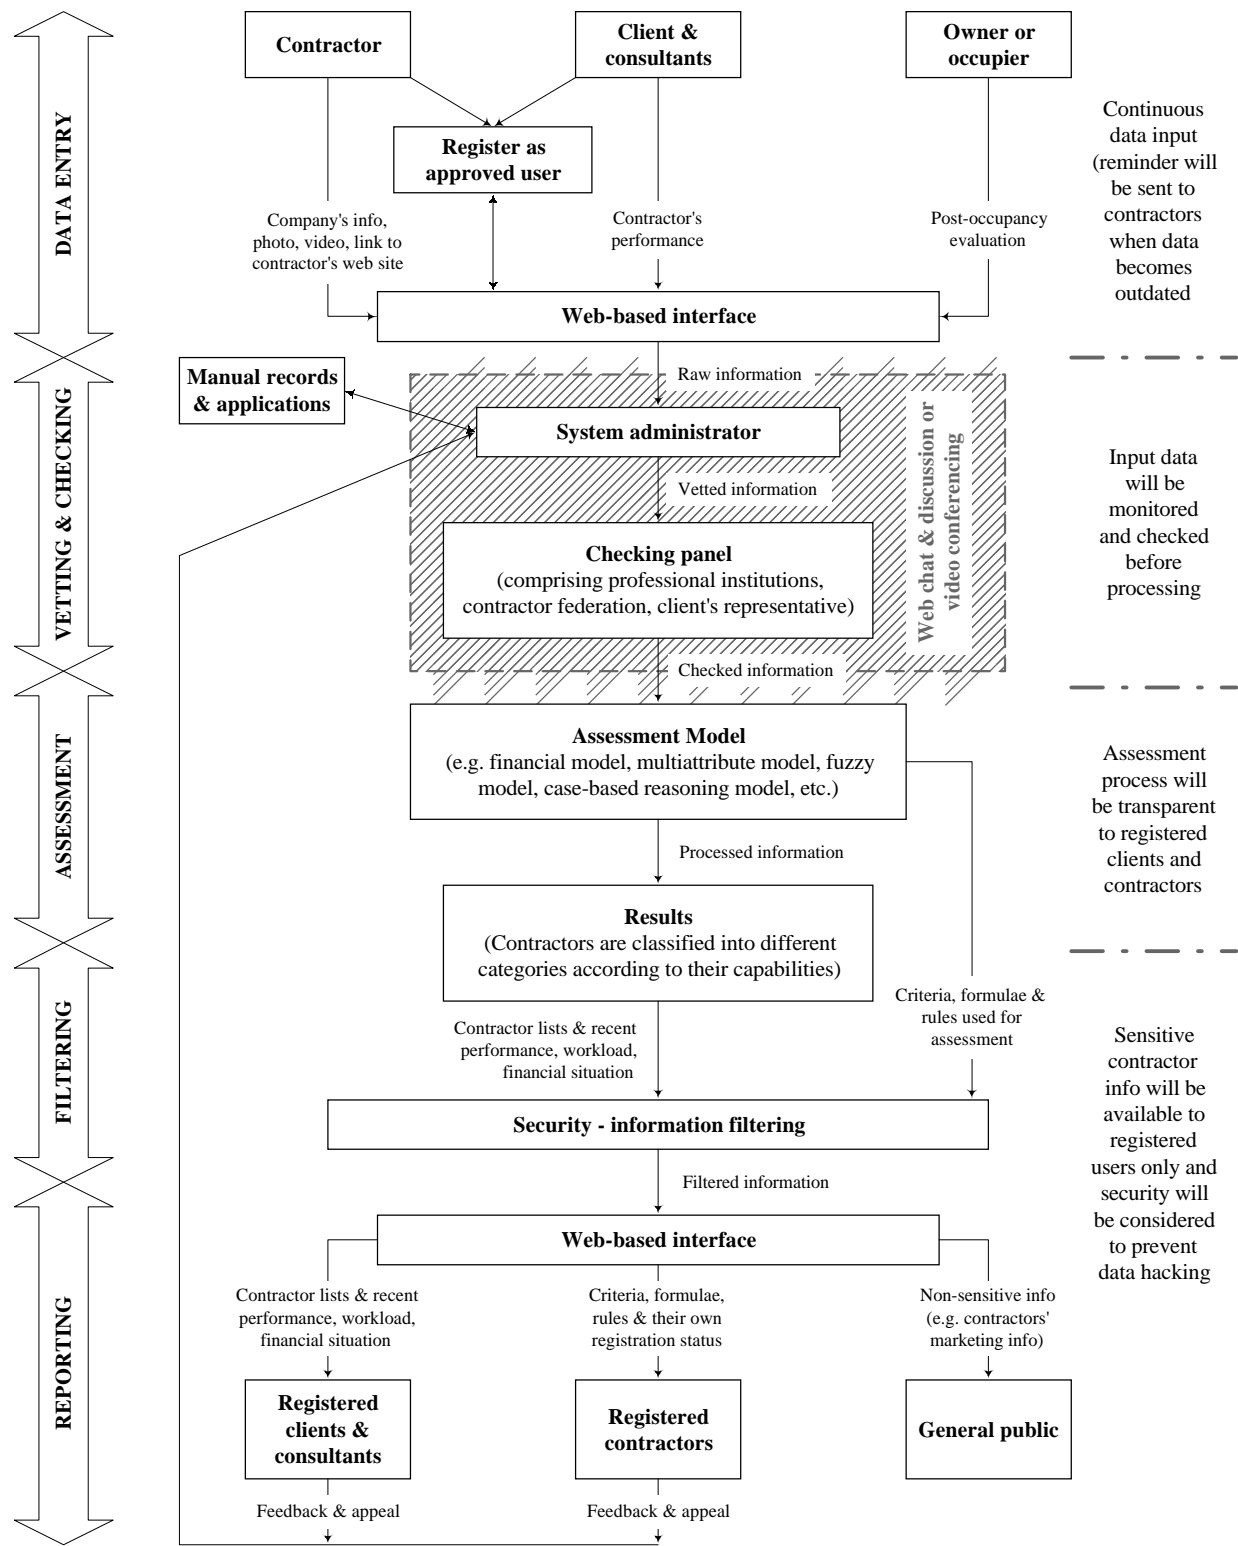 DATA ENTRY
VETTING & CHECKING
ASSESSMENT
FILTERING
REPORTING
Contractor
Client &
consultants
Owner or
occupier
Register as
approved user
Company's info,
photo, video, link to
contractor's web site
Contractor's
performance
Post-occupancy
evaluation
Continuous
data input
(reminder will
be sent to
contractors
when data
becomes
outdated
Web-based interface
Manual records
& applications
Raw information
System administrator
Vetted information
Checking panel
(comprising professional institutions,
contractor federation, client's representative)
Web chat & discussion or
video conferencing
Input data
will be
monitored
and checked
before
processing
Checked information
Assessment Model
(e.g. financial model, multiattribute model, fuzzy
model, case-based reasoning model, etc.)
Assessment
process will
be transparent
to registered
clients and
contractors
Processed information
Results
(Contractors are classified into different
categories according to their capabilities)
Contractor lists & recent
performance, workload,
financial situation
Criteria, formulae &
rules used for
assessment
Security - information filtering
Sensitive
contractor
info will be
available to
registered
users only and
security will
be considered
to prevent
data hacking
Filtered information
Web-based interface
Contractor lists & recent
performance, workload,
financial situation
Criteria, formulae,
rules & their own
registration status
Non-sensitive info
(e.g. contractors'
marketing info)
Registered
clients &
consultants
Registered
contractors
General public
Feedback & appeal
Feedback & appeal